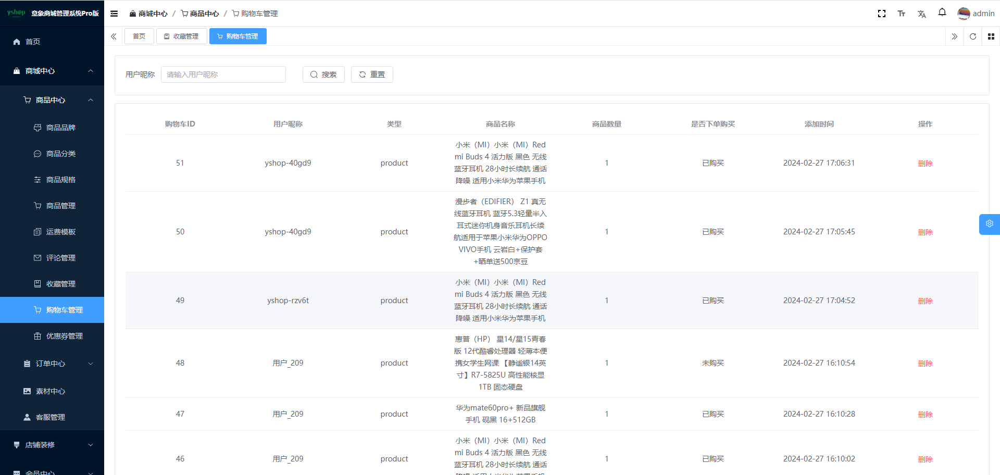 yshop 意象商城管理系统Pro版
商城中心 / 商品中心 / 购物车管理
admin
首页
收藏管理
购物车管理
首页
商城中心
商品中心
商品品牌
商品分类
商品规格
商品管理
运费模板
评论管理
收藏管理
购物车管理
优惠券管理
订单中心
素材中心
客服管理
店铺装修
会员中心
用户昵称 请输入用户昵称 搜索 重置
购物车ID 用户昵称 类型 商品名称 商品数量 是否下单购买 添加时间 操作
小米（MI）小米（MI）Red
mi Buds 4 活力版 黑色 无线
蓝牙耳机 28小时长续航 通话
降噪 适用小米华为苹果手机
51 yshop-40gd9 product 1 已购买 2024-02-27 17:06:31 删除
漫步者（EDIFIER） Z1 真无
线蓝牙耳机 蓝牙5.3轻量半入
耳式迷你机身音乐耳机长续
航适用于苹果小米华为OPPO
VIVO手机 云岩白+保护套
+晒单送500京豆
50 yshop-40gd9 product 1 已购买 2024-02-27 17:05:45 删除
小米（MI）小米（MI）Red
mi Buds 4 活力版 黑色 无线
蓝牙耳机 28小时长续航 通话
降噪 适用小米华为苹果手机
49 yshop-rzv6t product 1 已购买 2024-02-27 17:04:52 删除
惠普（HP） 星14/星15青春
版 12代酷睿处理器 轻薄本便
携女学生网课 【静谧银14英
寸】R7-5825U 高性能核显
1TB 固态硬盘
48 用户_209 product 1 未购买 2024-02-27 16:10:54 删除
华为mate60pro+ 新品旗舰
手机 砚黑 16+512GB
47 用户_209 product 1 已购买 2024-02-27 16:10:28 删除
小米（MI）小米（MI）Red
mi Buds 4 活力版 黑色 无线
蓝牙耳机 28小时长续航 通话
降噪 适用小米华为苹果手机
46 用户_209 product 1 已购买 2024-02-27 16:10:02 删除